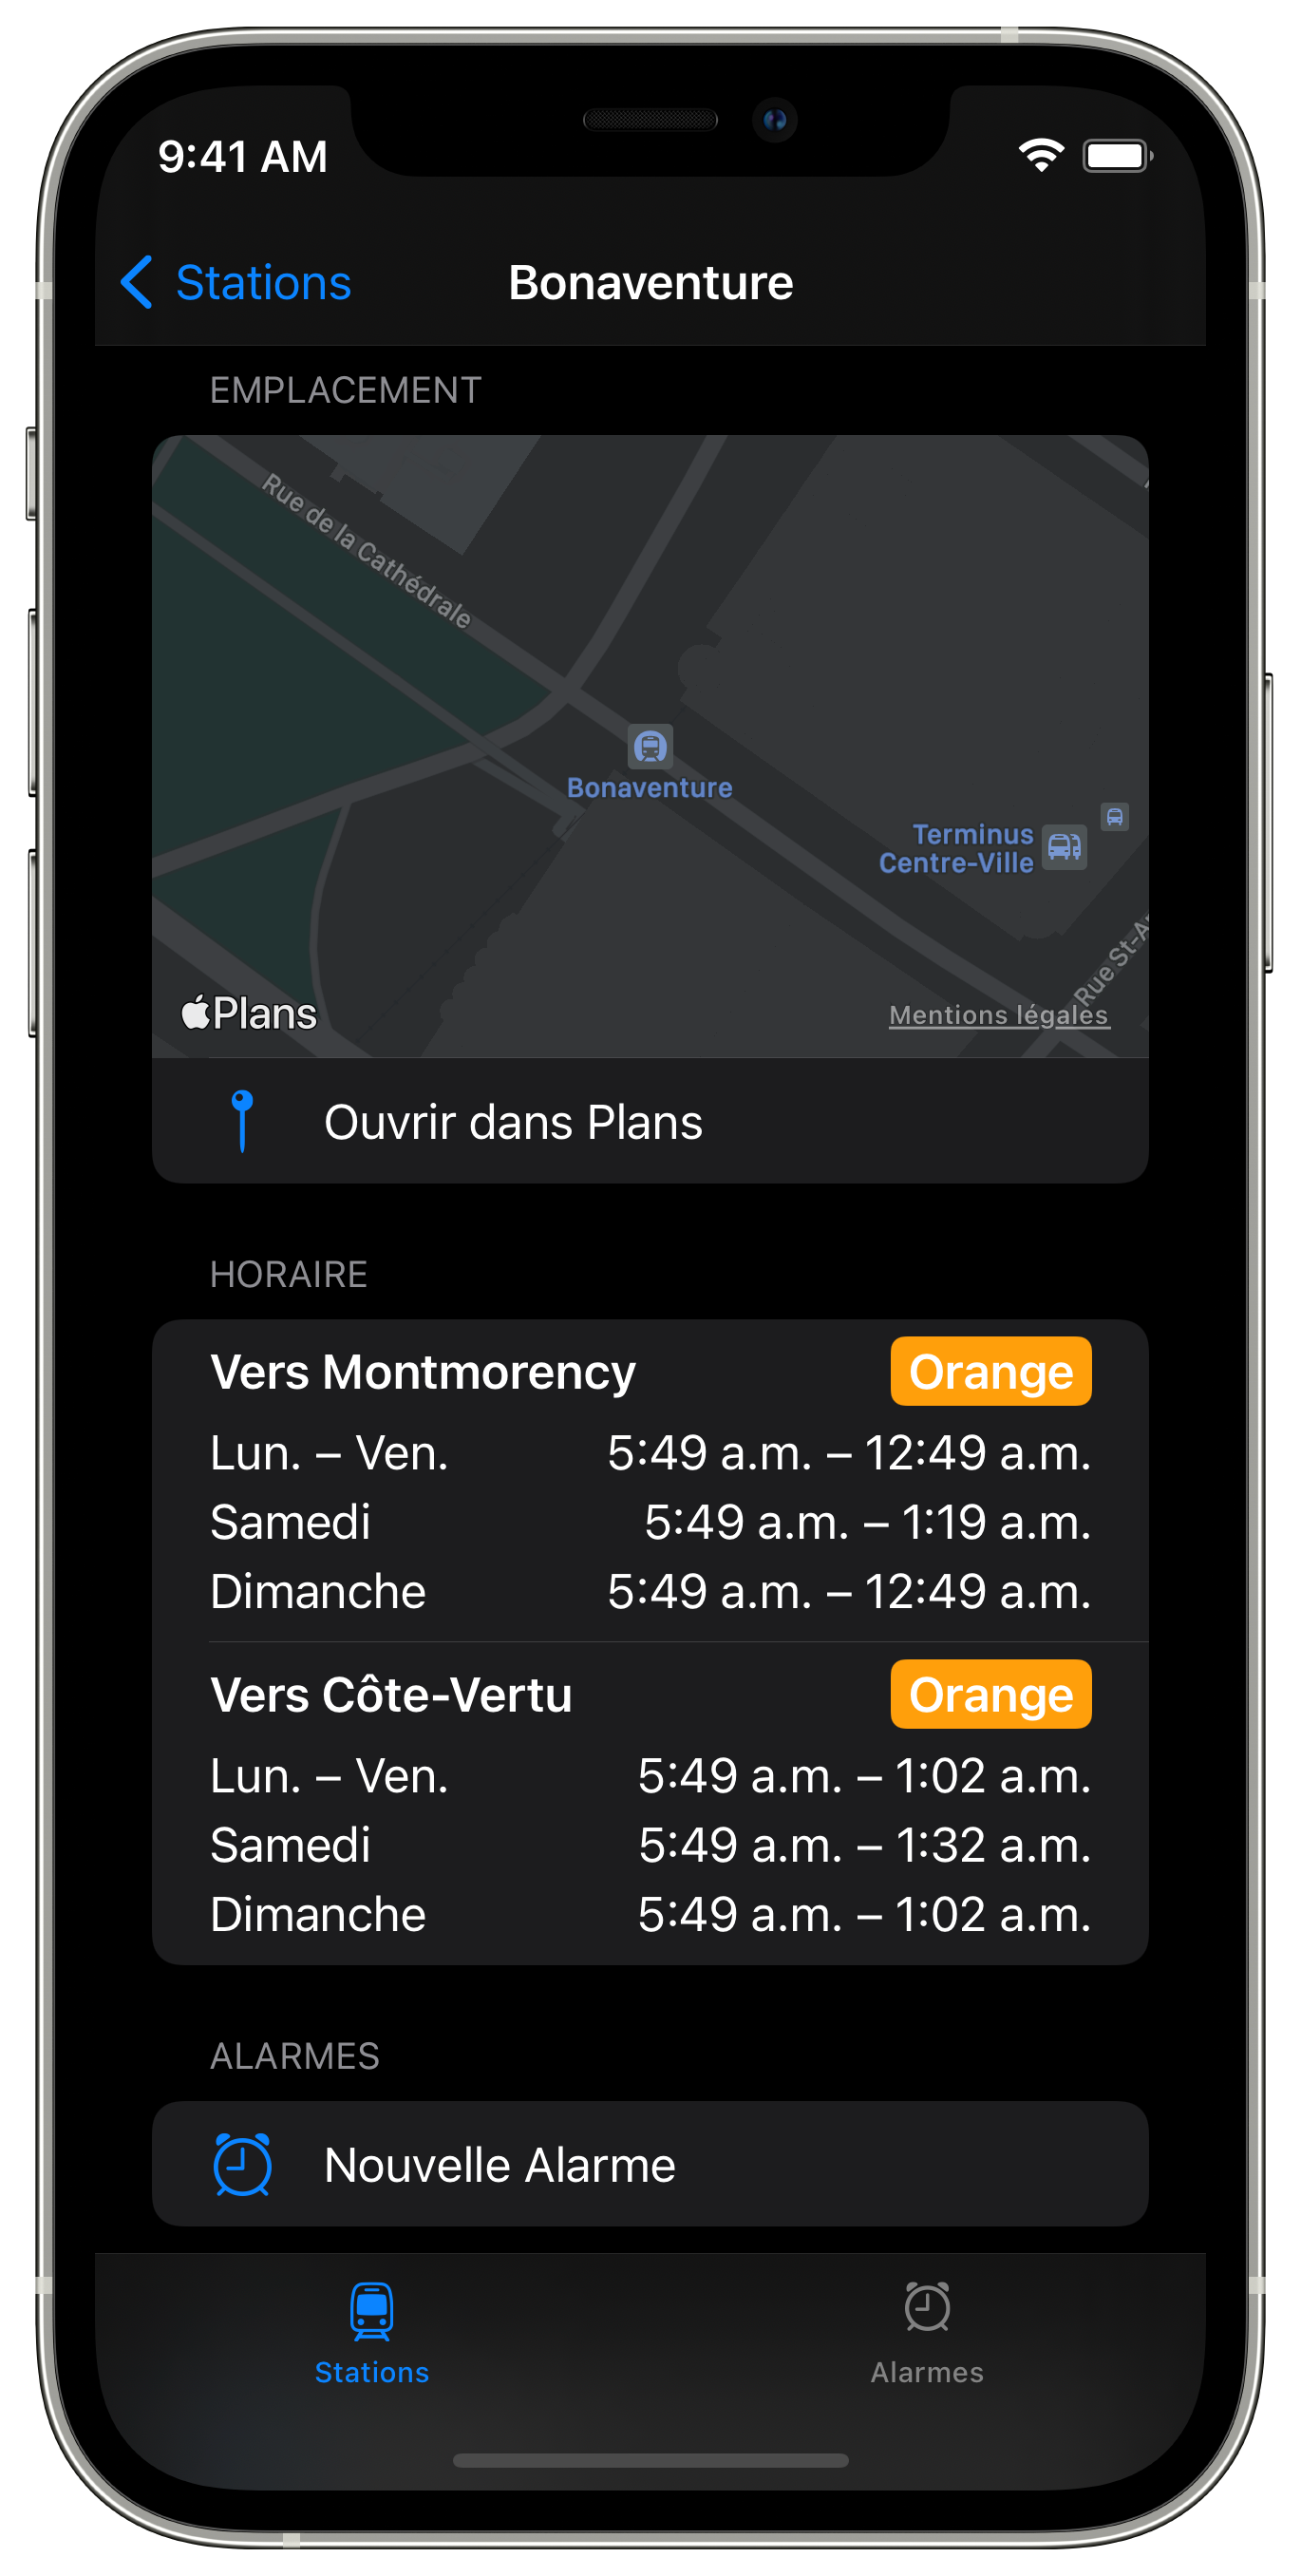 9:41 AM
Stations
Bonaventure
EMPLACEMENT
Rue de la Cathédrale
Bonaventure
Terminus
Centre-Ville
Plans
Mentions légales
Ouvrir dans Plans
HORAIRE
Vers Montmorency Orange
Lun. – Ven. 5:49 a.m. – 12:49 a.m.
Samedi 5:49 a.m. – 1:19 a.m.
Dimanche 5:49 a.m. – 12:49 a.m.
Vers Côte-Vertu Orange
Lun. – Ven. 5:49 a.m. – 1:02 a.m.
Samedi 5:49 a.m. – 1:32 a.m.
Dimanche 5:49 a.m. – 1:02 a.m.
ALARMES
Nouvelle Alarme
Stations
Alarmes